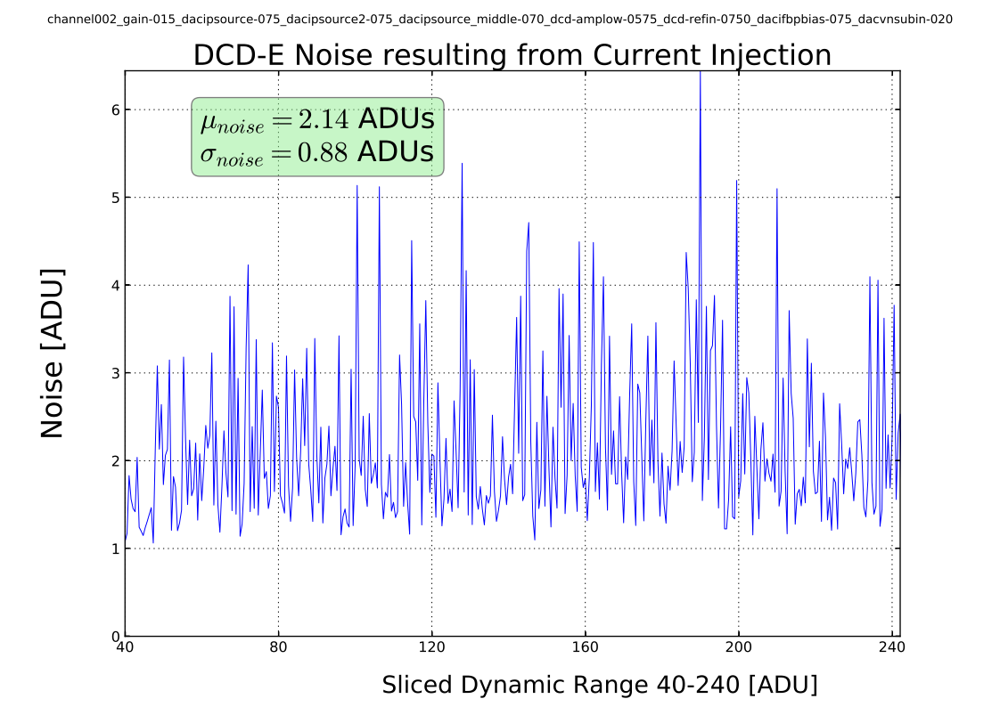 channel002_gain-015_dacipsource-075_dacipsource2-075_dacipsource_middle-070_dcd-amplow-0575_dcd-refin-0750_dacifbpbias-075_dacvnsubin-020
DCD-E Noise resulting from Current Injection
μnoise = 2.14 ADUs
σnoise = 0.88 ADUs
Noise [ADU]
6
5
4
3
2
1
0
40 80 120 160 200 240
Sliced Dynamic Range 40-240 [ADU]